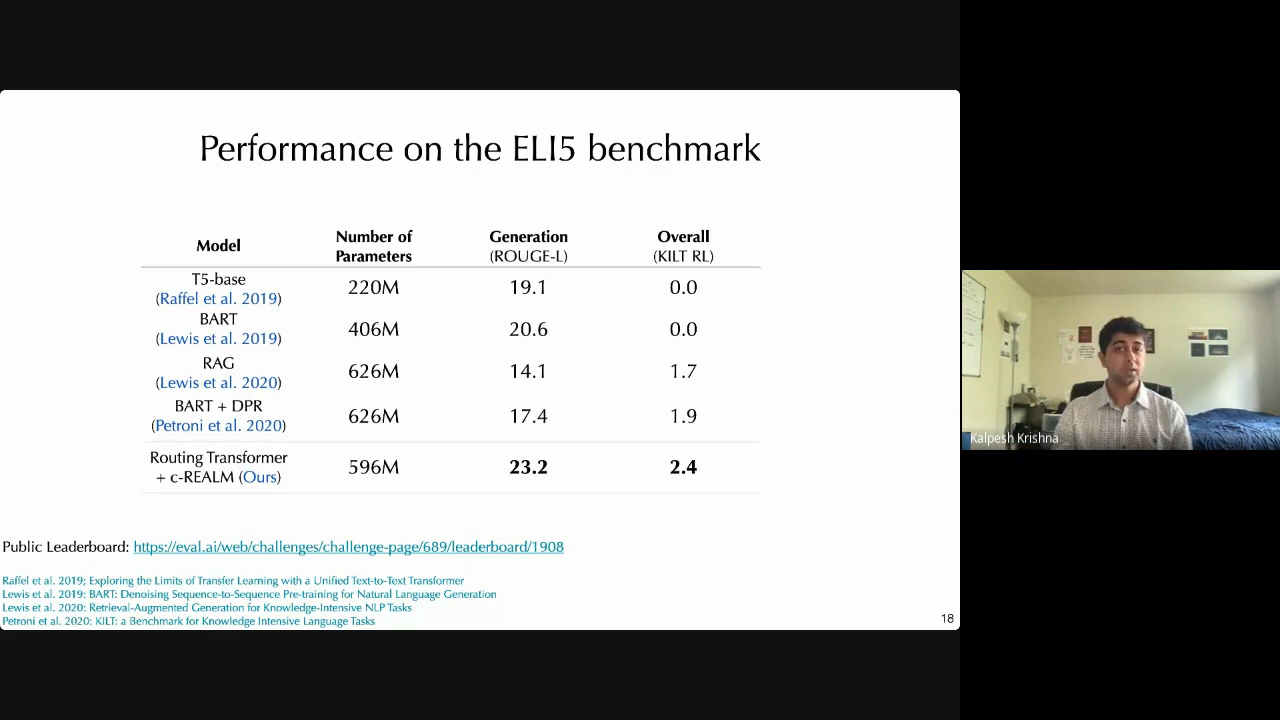 Performance on the ELI5 benchmark
Model
Number of
Parameters
Generation
(ROUGE-L)
Overall
(KILT RL)
T5-base
(Raffel et al. 2019)
220M
19.1
0.0
BART
(Lewis et al. 2019)
406M
20.6
0.0
RAG
(Lewis et al. 2020)
626M
14.1
1.7
BART + DPR
(Petroni et al. 2020)
626M
17.4
1.9
Routing Transformer
+ c-REALM (Ours)
596M
23.2
2.4
Public Leaderboard: https://eval.ai/web/challenges/challenge-page/689/leaderboard/1908
Raffel et al. 2019; Exploring the Limits of Transfer Learning with a Unified Text-to-Text Transformer
Lewis et al. 2019: BART: Denoising Sequence-to-Sequence Pre-training for Natural Language Generation
Lewis et al. 2020: Retrieval-Augmented Generation for Knowledge-Intensive NLP Tasks
Petroni et al. 2020: KILT: a Benchmark for Knowledge Intensive Language Tasks
18
Kalpesh Krishna